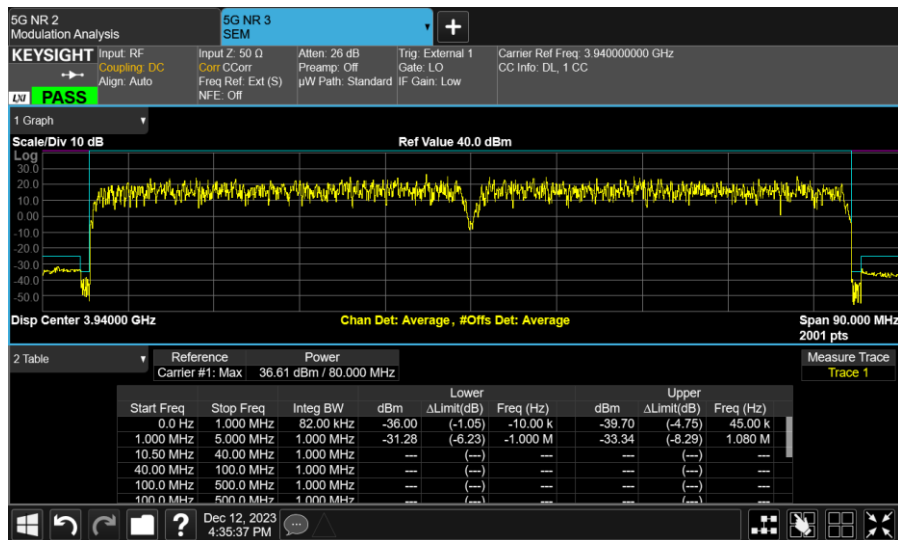 5G NR 2
Modulation Analysis
5G NR 3
SEM
KEYSIGHT
Input: RF
Coupling: DC
Align: Auto
Input Z: 50 Ω
Corr CCorr
Freq Ref: Ext (S)
NFE: Off
Atten: 26 dB
Preamp: Off
µW Path: Standard
Trig: External 1
Gate: LO
IF Gain: Low
Carrier Ref Freq: 3.940000000 GHz
CC Info: DL, 1 CC
LXI PASS
1 Graph
Scale/Div 10 dB Ref Value 40.0 dBm
Log
30.0
20.0
10.0
0.00
-10.0
-20.0
-30.0
-40.0
-50.0
Disp Center 3.94000 GHz Chan Det: Average, #Offs Det: Average Span 90.000 MHz
2001 pts
2 Table
Reference Power
Carrier #1: Max 36.61 dBm / 80.000 MHz
Measure Trace
Trace 1
Lower Upper
Start Freq Stop Freq Integ BW dBm ΔLimit(dB) Freq (Hz) dBm ΔLimit(dB) Freq (Hz)
0.0 Hz 1.000 MHz 82.00 kHz -36.00 (-1.05) -10.00 k -39.70 (-4.75) 45.00 k
1.000 MHz 5.000 MHz 1.000 MHz -31.28 (-6.23) -1.000 M -33.34 (-8.29) 1.080 M
10.50 MHz 40.00 MHz 1.000 MHz --- (---) --- --- (---) ---
40.00 MHz 100.0 MHz 1.000 MHz --- (---) --- --- (---) ---
100.0 MHz 500.0 MHz 1.000 MHz --- (---) --- --- (---) ---
100.0 MHz 500.0 MHz 1.000 MHz --- (---) --- --- (---) ---
Dec 12, 2023
4:35:37 PM